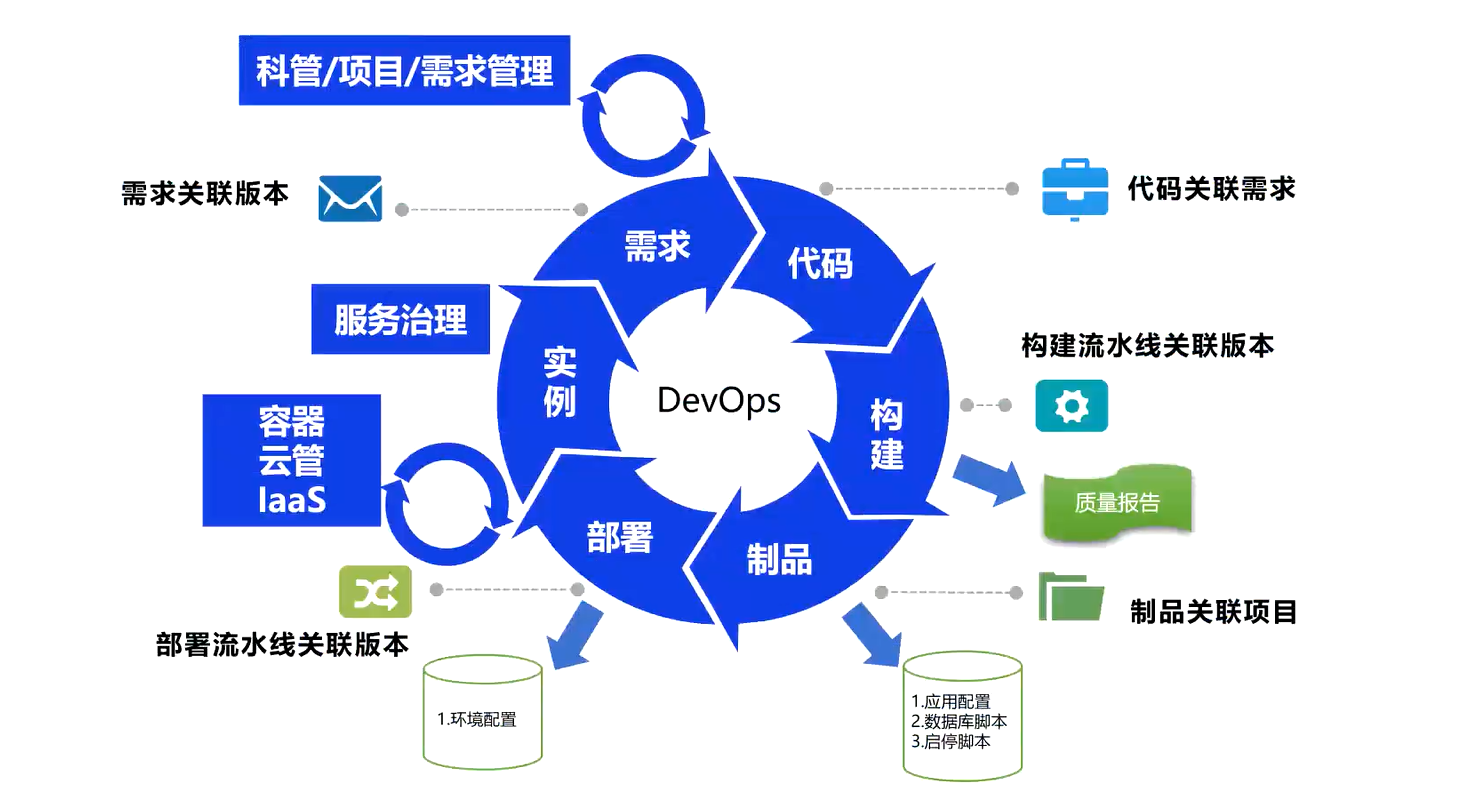 科管/项目/需求管理
需求关联版本
代码关联需求
需求
代码
服务治理
构建流水线关联版本
实
例
DevOps
构
建
容器
云管
IaaS
质量报告
部署
制品
制品关联项目
部署流水线关联版本
1.环境配置
1.应用配置
2.数据库脚本
3.启停脚本